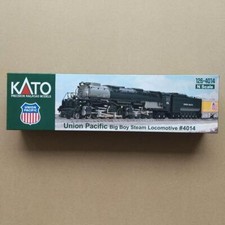 KATO
PRECISION RAILROAD MODELS
UNION
PACIFIC
126-4014
N Scale
Union Pacific Big Boy Steam Locomotive #4014